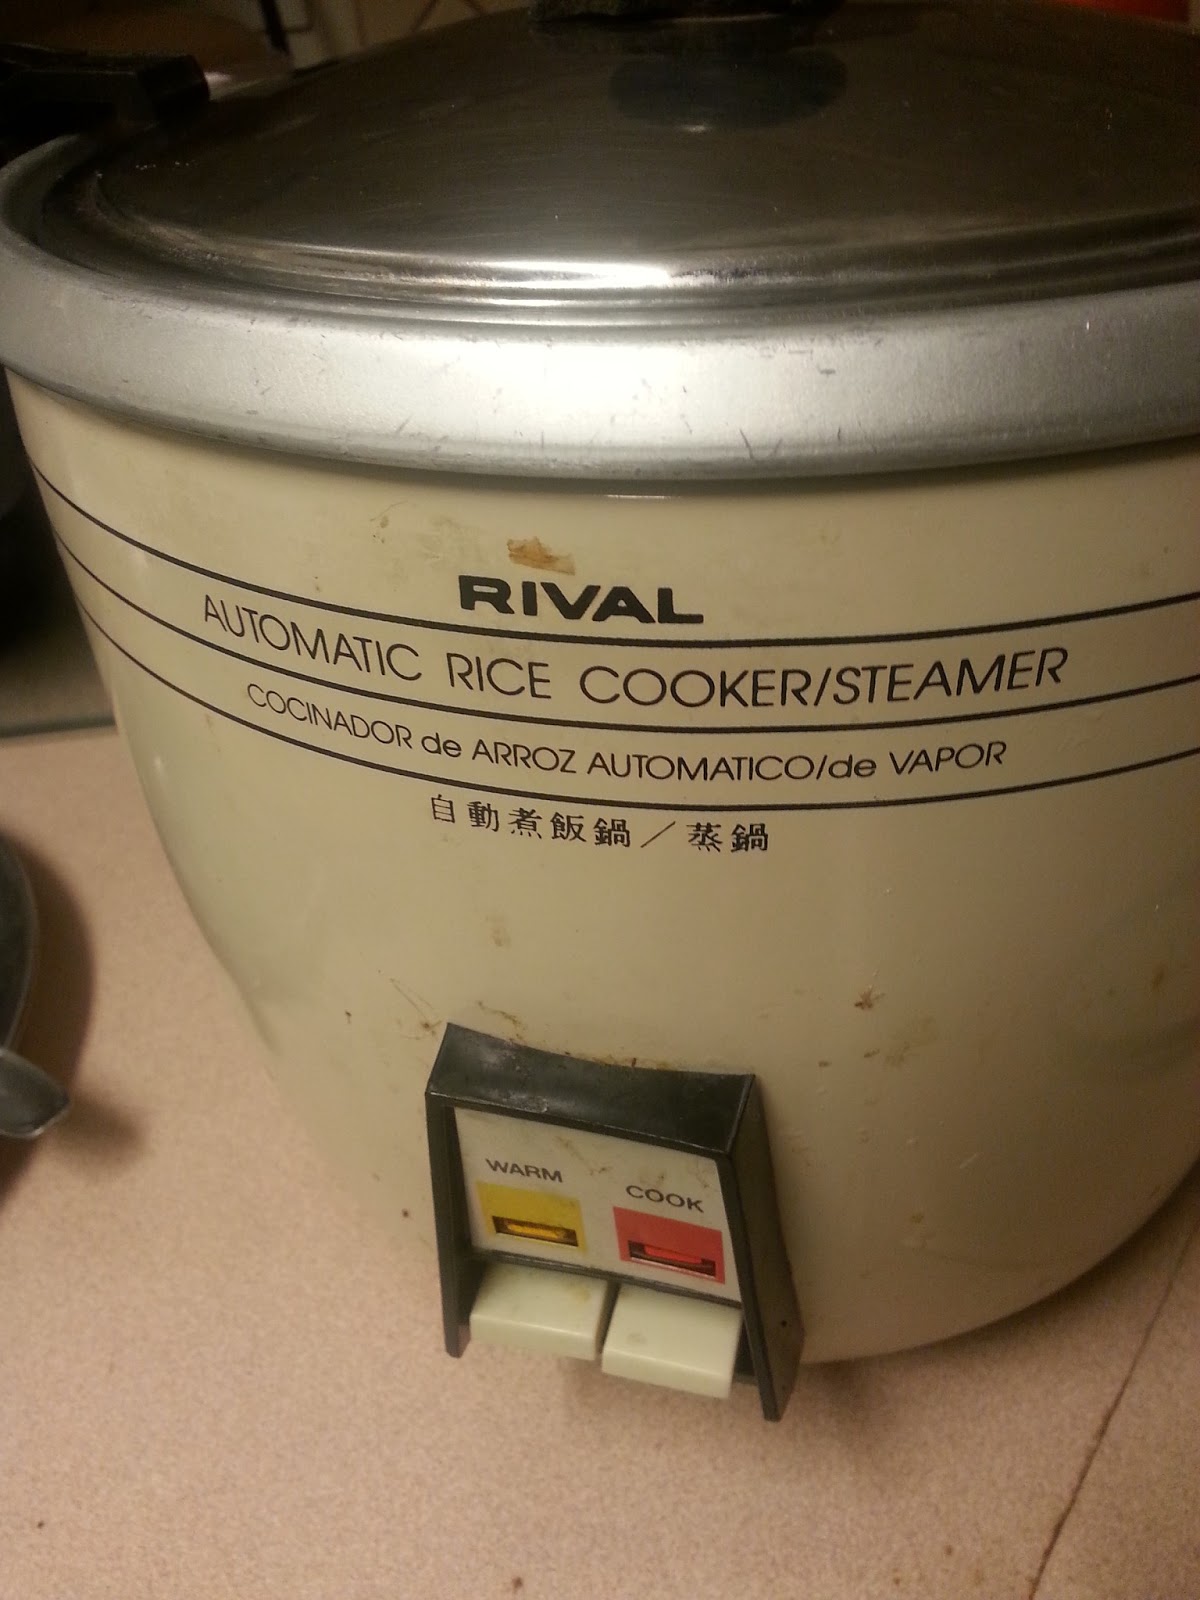 RIVAL
AUTOMATIC RICE COOKER/STEAMER
COCINADOR de ARROZ AUTOMATICO/de VAPOR
自動煮飯鍋／蒸鍋
WARM COOK